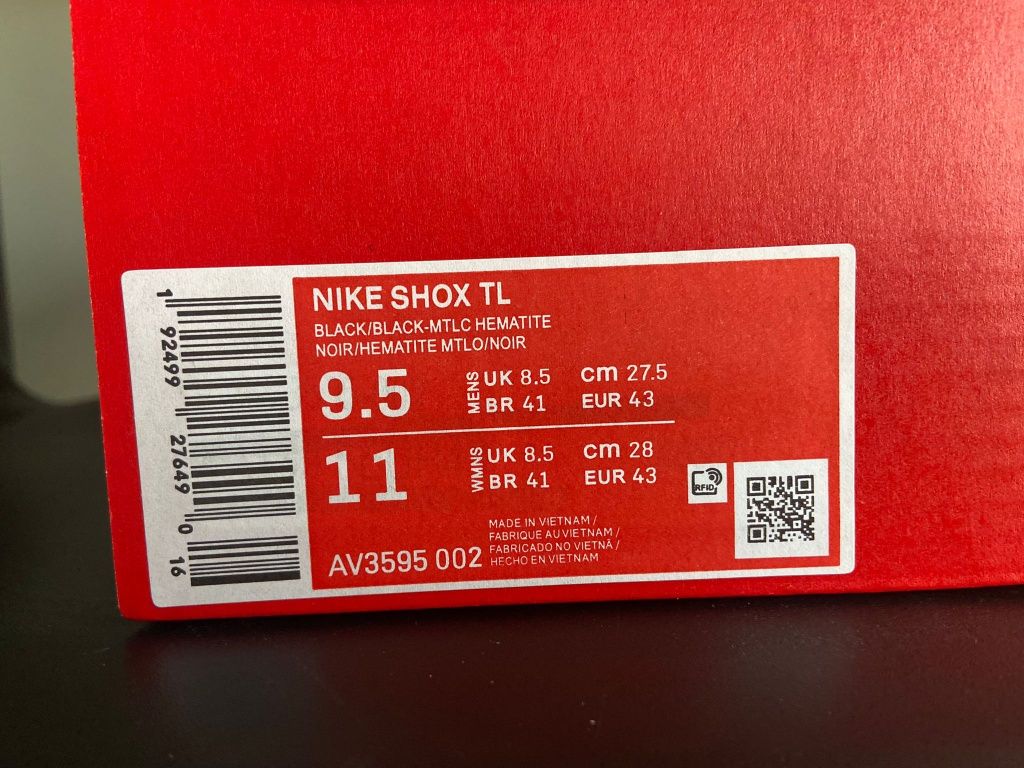 NIKE SHOX TL
BLACK/BLACK-MTLC HEMATITE
NOIR/HEMATITE MTLO/NOIR
9.5 MENS UK 8.5 cm 27.5
BR 41 EUR 43
11 WMNS UK 8.5 cm 28
BR 41 EUR 43
RFID
MADE IN VIETNAM /
FABRIQUE AU VIETNAM /
FABRICADO NO VIETNÃ /
HECHO EN VIETNAM
AV3595 002
1 92499 27649 0 16